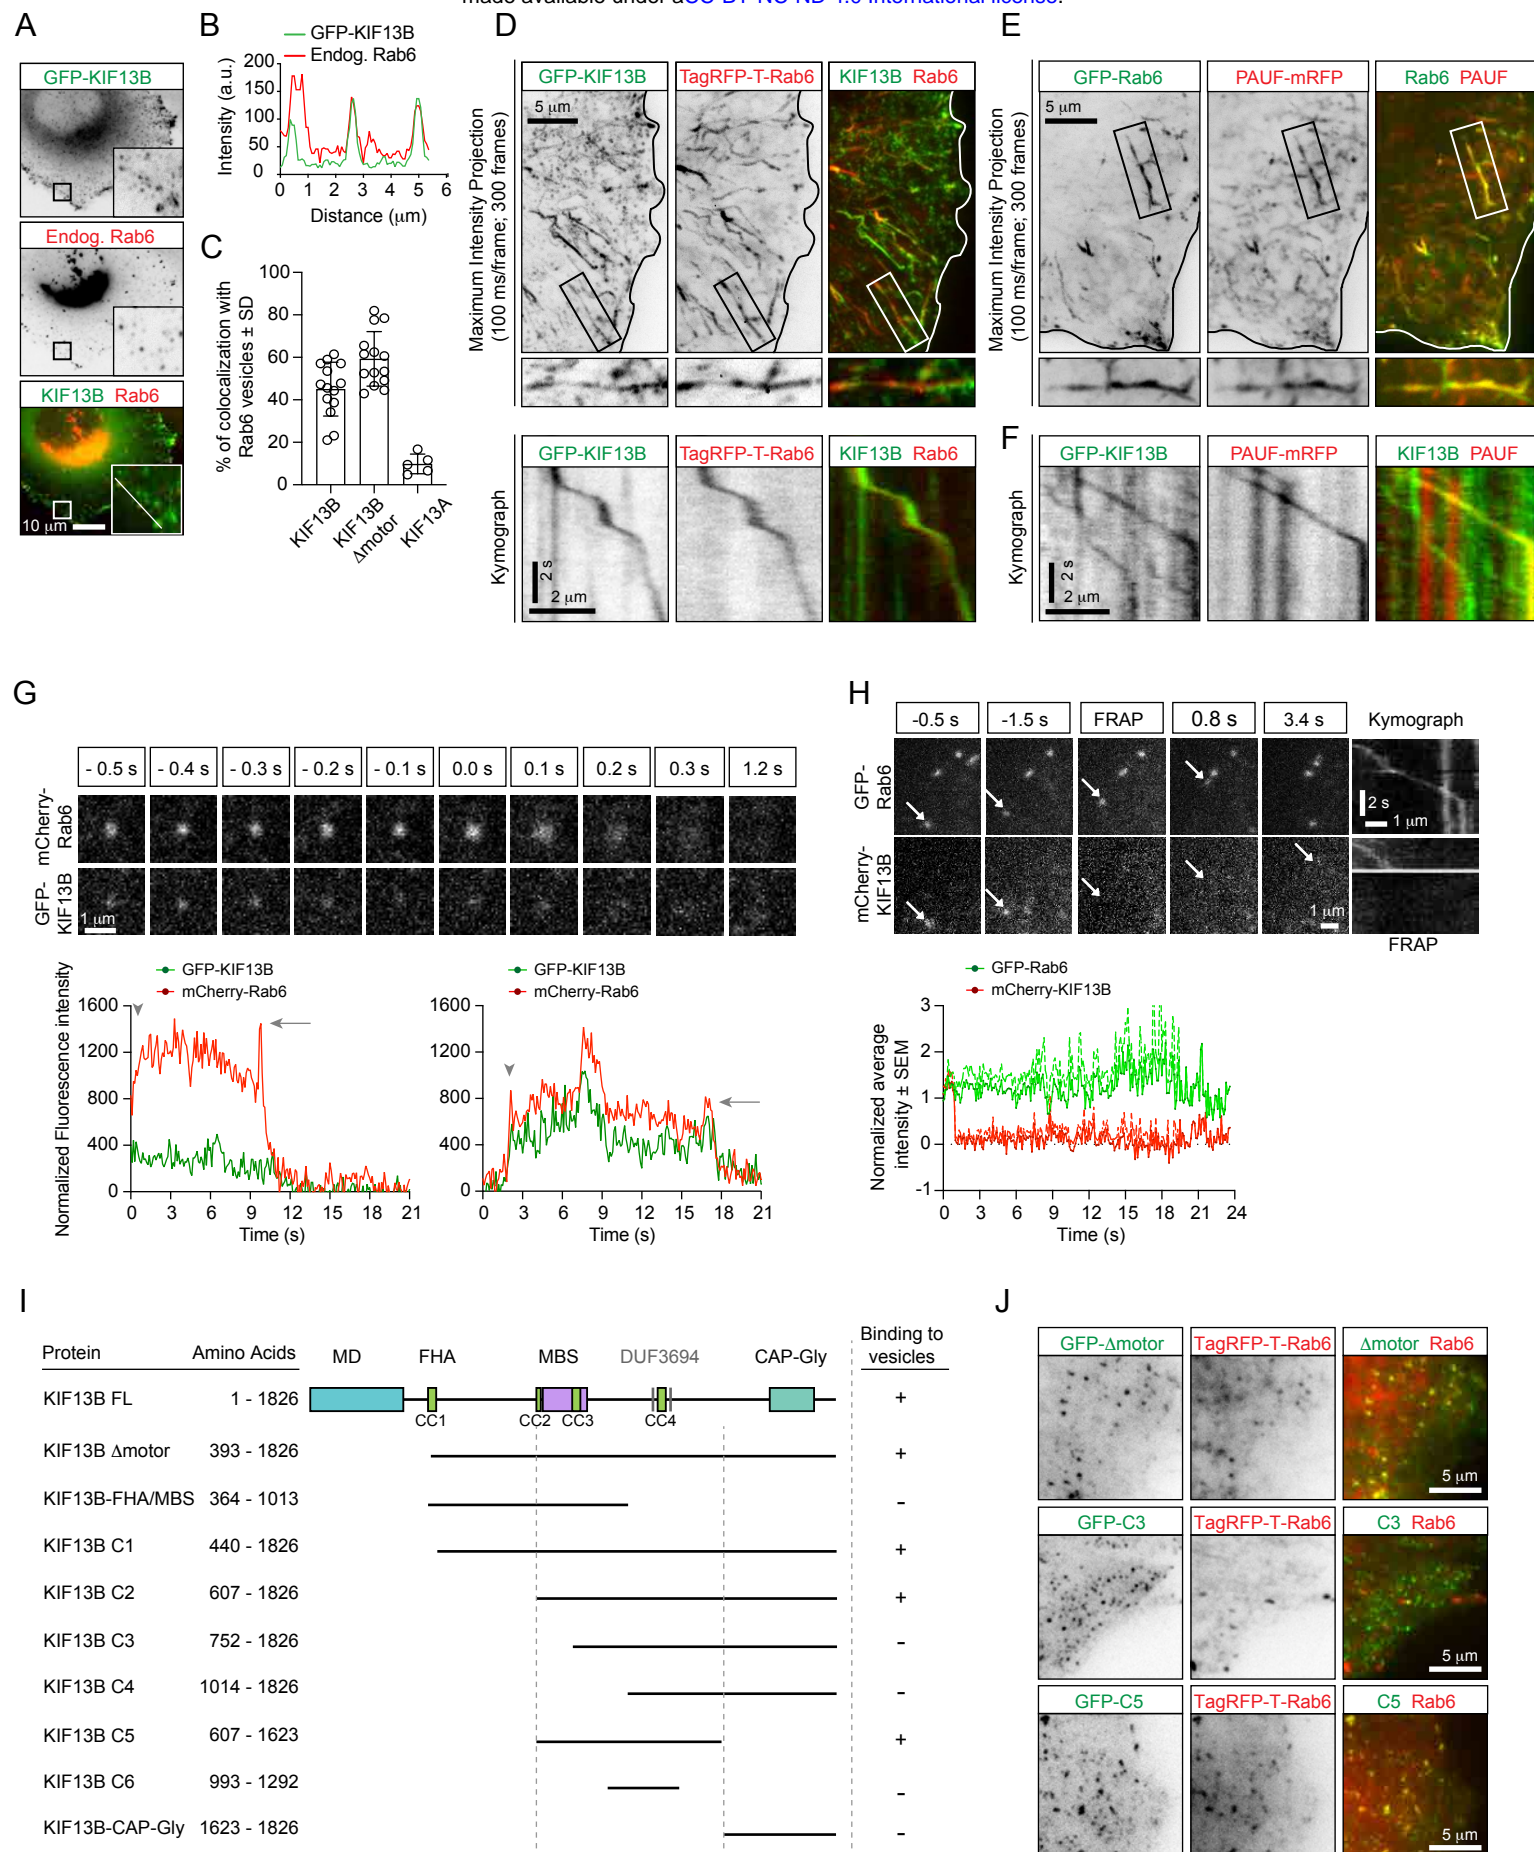 A
GFP-KIF13B
Endog. Rab6
KIF13B Rab6
10 μm
B
GFP-KIF13B
Endog. Rab6
Intensity (a.u.)
200
150
100
50
0
0 1 2 3 4 5 6
Distance (μm)
C
% of colocalization with
Rab6 vesicles ± SD
100
80
60
40
20
0
KIF13B
KIF13B
Δmotor
KIF13A
D
GFP-KIF13B TagRFP-T-Rab6 KIF13B Rab6
5 μm
Maximum Intensity Projection
(100 ms/frame; 300 frames)
GFP-KIF13B TagRFP-T-Rab6 KIF13B Rab6
Kymograph
2 s
2 μm
E
GFP-Rab6 PAUF-mRFP Rab6 PAUF
5 μm
Maximum Intensity Projection
(100 ms/frame; 300 frames)
F
GFP-KIF13B PAUF-mRFP KIF13B PAUF
Kymograph
2 s
2 μm
G
- 0.5 s - 0.4 s - 0.3 s - 0.2 s - 0.1 s 0.0 s 0.1 s 0.2 s 0.3 s 1.2 s
mCherry-
Rab6
GFP-
KIF13B
1 μm
GFP-KIF13B
mCherry-Rab6
Normalized Fluorescence intensity
1600
1200
800
400
0
0 3 6 9 12 15 18 21
Time (s)
GFP-KIF13B
mCherry-Rab6
1600
1200
800
400
0
0 3 6 9 12 15 18 21
Time (s)
H
-0.5 s -1.5 s FRAP 0.8 s 3.4 s Kymograph
GFP-
Rab6
2 s
1 μm
mCherry-
KIF13B
1 μm
FRAP
GFP-Rab6
mCherry-KIF13B
Normalized average
intensity ± SEM
3
2
1
0
-1
0 3 6 9 12 15 18 21 24
Time (s)
I
Protein Amino Acids MD FHA MBS DUF3694 CAP-Gly Binding to
vesicles
KIF13B FL 1 - 1826 +
CC1 CC2 CC3 CC4
KIF13B Δmotor 393 - 1826 +
KIF13B-FHA/MBS 364 - 1013 -
KIF13B C1 440 - 1826 +
KIF13B C2 607 - 1826 +
KIF13B C3 752 - 1826 -
KIF13B C4 1014 - 1826 -
KIF13B C5 607 - 1623 +
KIF13B C6 993 - 1292 -
KIF13B-CAP-Gly 1623 - 1826 -
J
GFP-Δmotor TagRFP-T-Rab6 Δmotor Rab6
5 μm
GFP-C3 TagRFP-T-Rab6 C3 Rab6
5 μm
GFP-C5 TagRFP-T-Rab6 C5 Rab6
5 μm